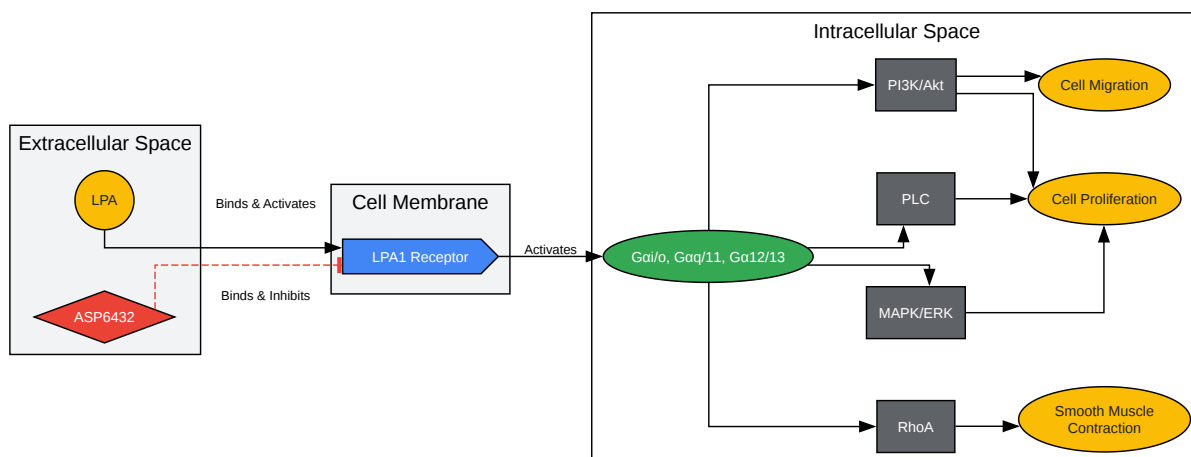 Intracellular Space
PI3K/Akt
Cell Migration
Extracellular Space
LPA
Binds & Activates
Cell Membrane
PLC
Cell Proliferation
LPA1 Receptor
Activates
Gαi/o, Gαq/11, Gα12/13
Binds & Inhibits
ASP6432
MAPK/ERK
RhoA
Smooth Muscle
Contraction